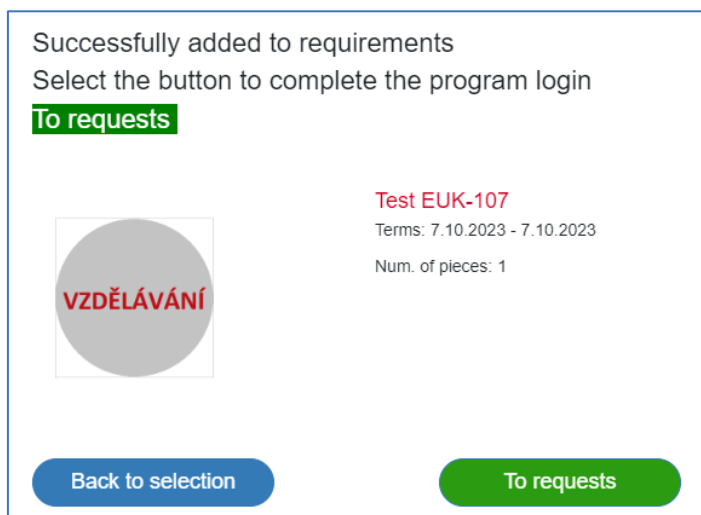 Successfully added to requirements
Select the button to complete the program login
To requests
Test EUK-107
Terms: 7.10.2023 - 7.10.2023
Num. of pieces: 1
VZDĚLÁVÁNÍ
Back to selection
To requests